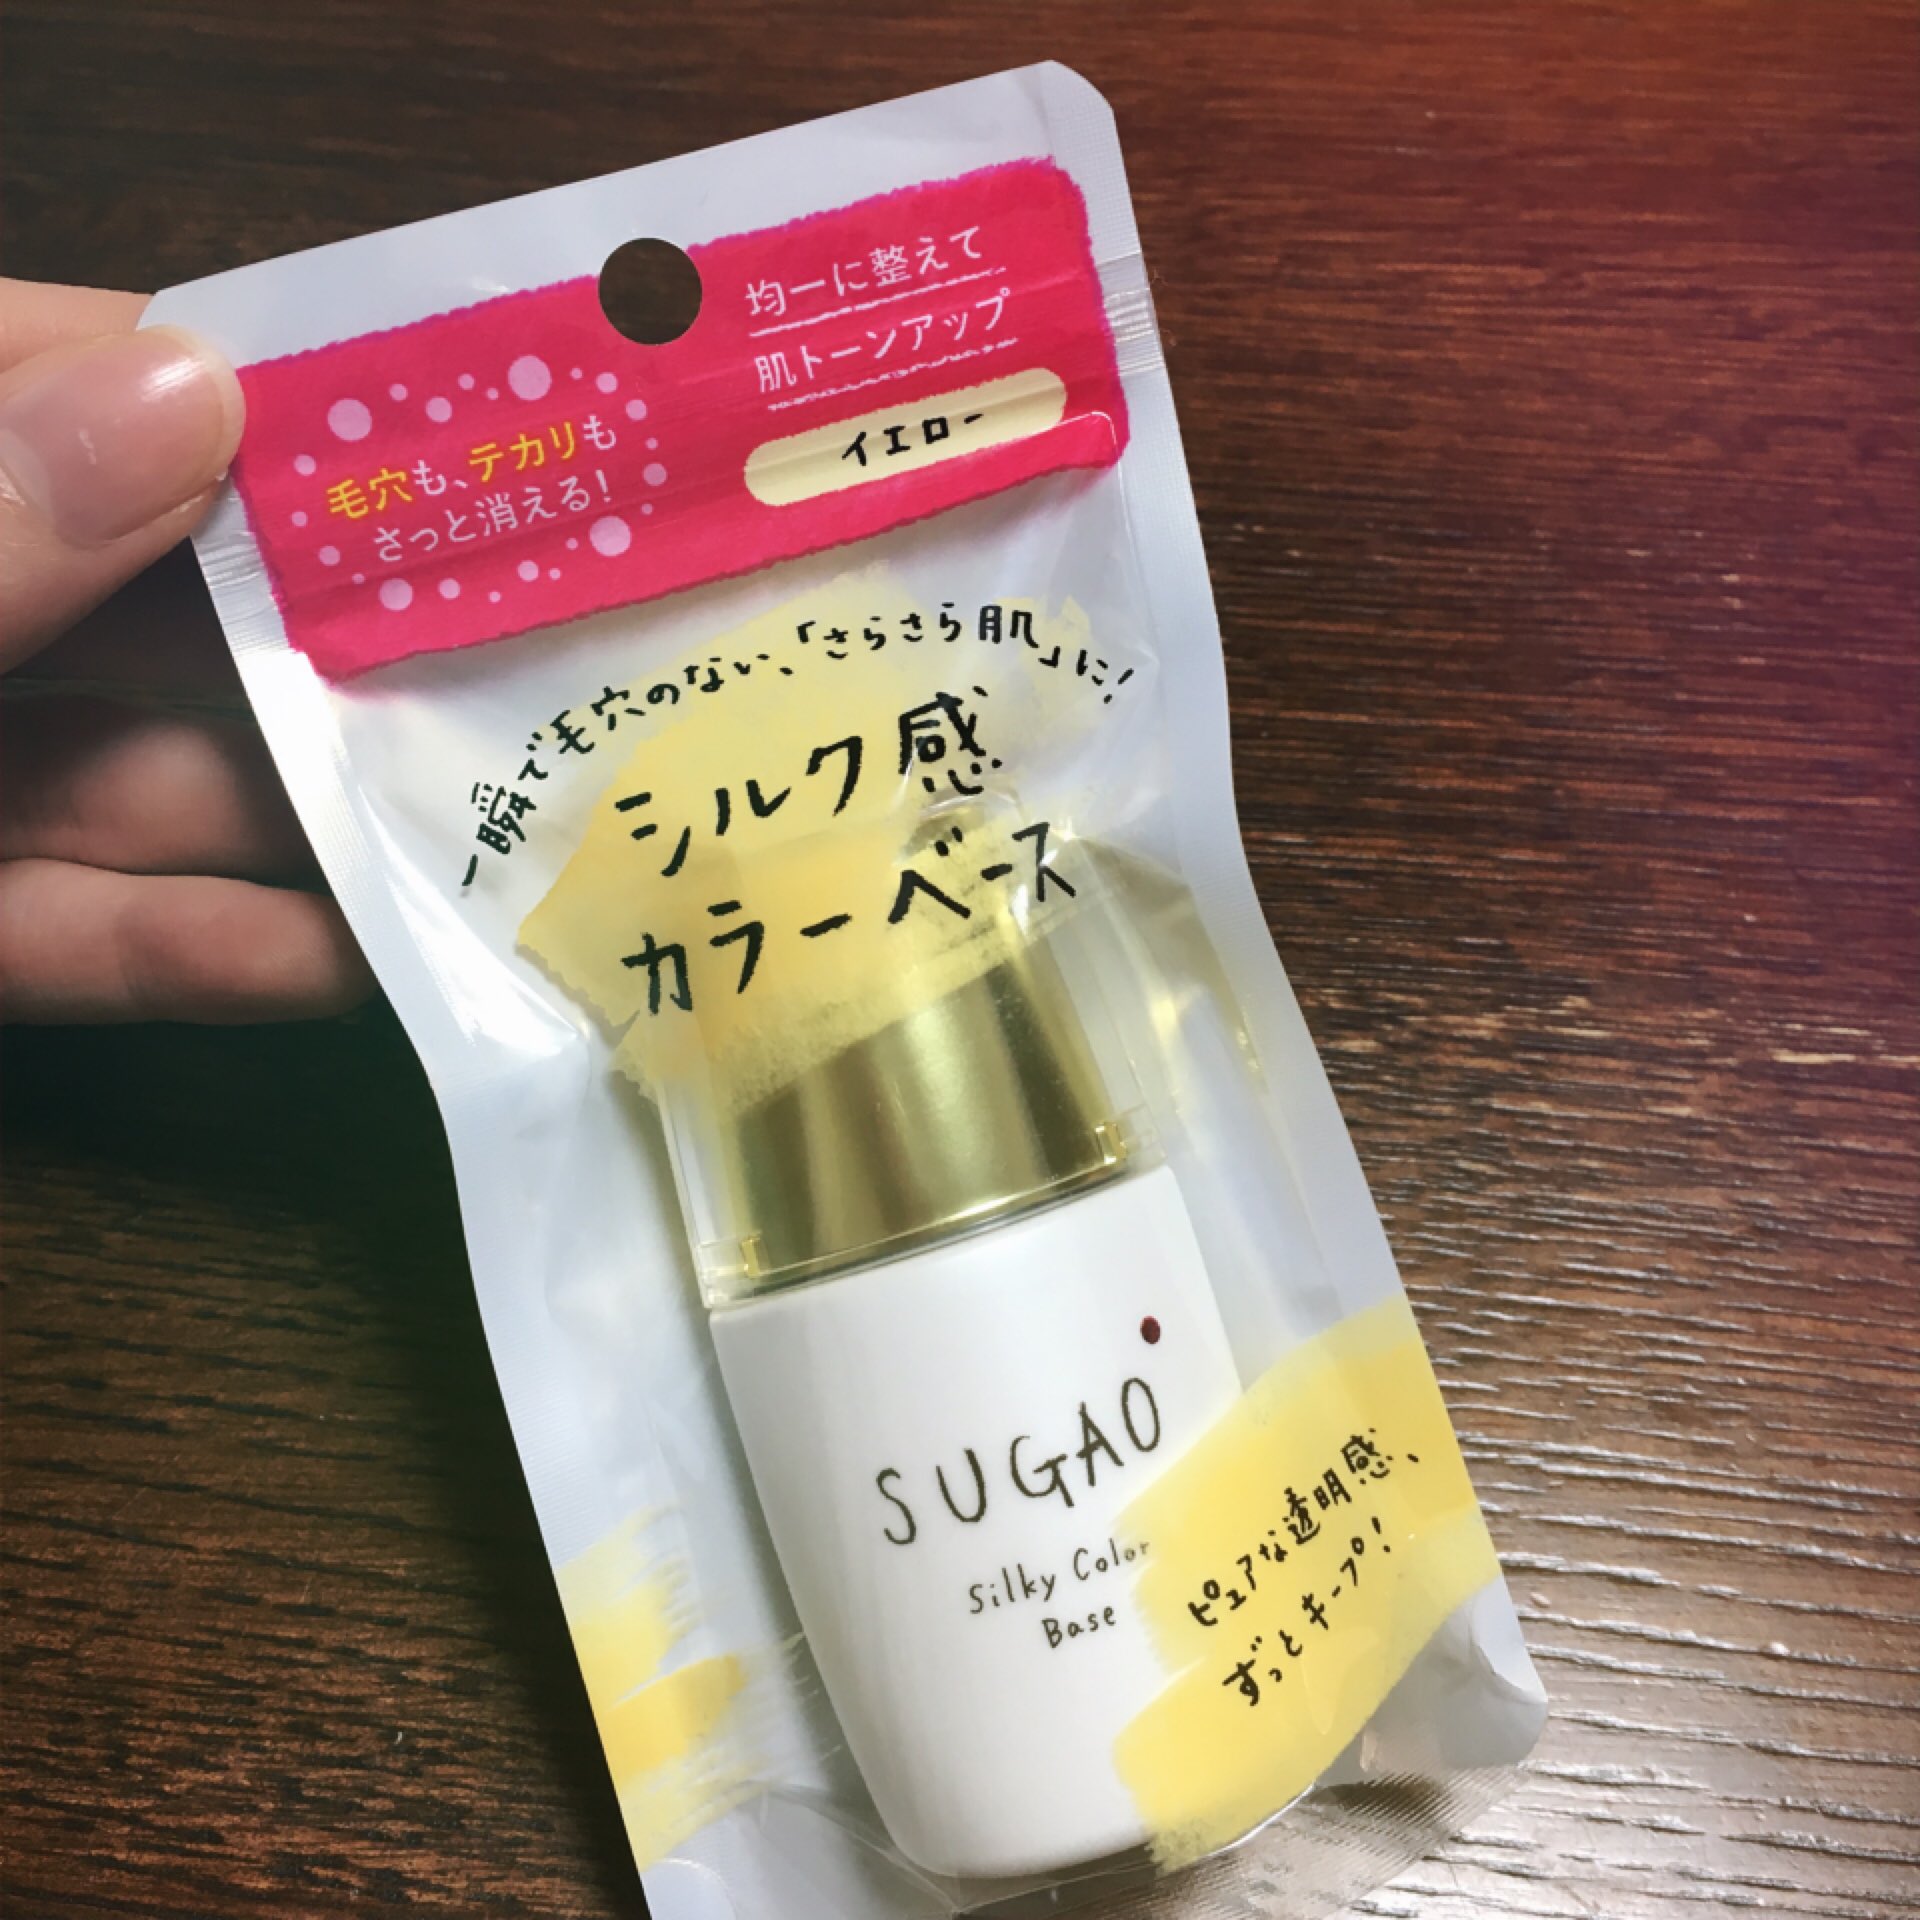 毛穴も、テカリも
さっと消える!
均一に整えて
肌トーンアップ
イエロー
一瞬で毛穴のない、「さらさら肌」に!
シルク感
カラーベース
SUGAO
Silky Color
Base
ピュアな透明感、
ずっとキープ!